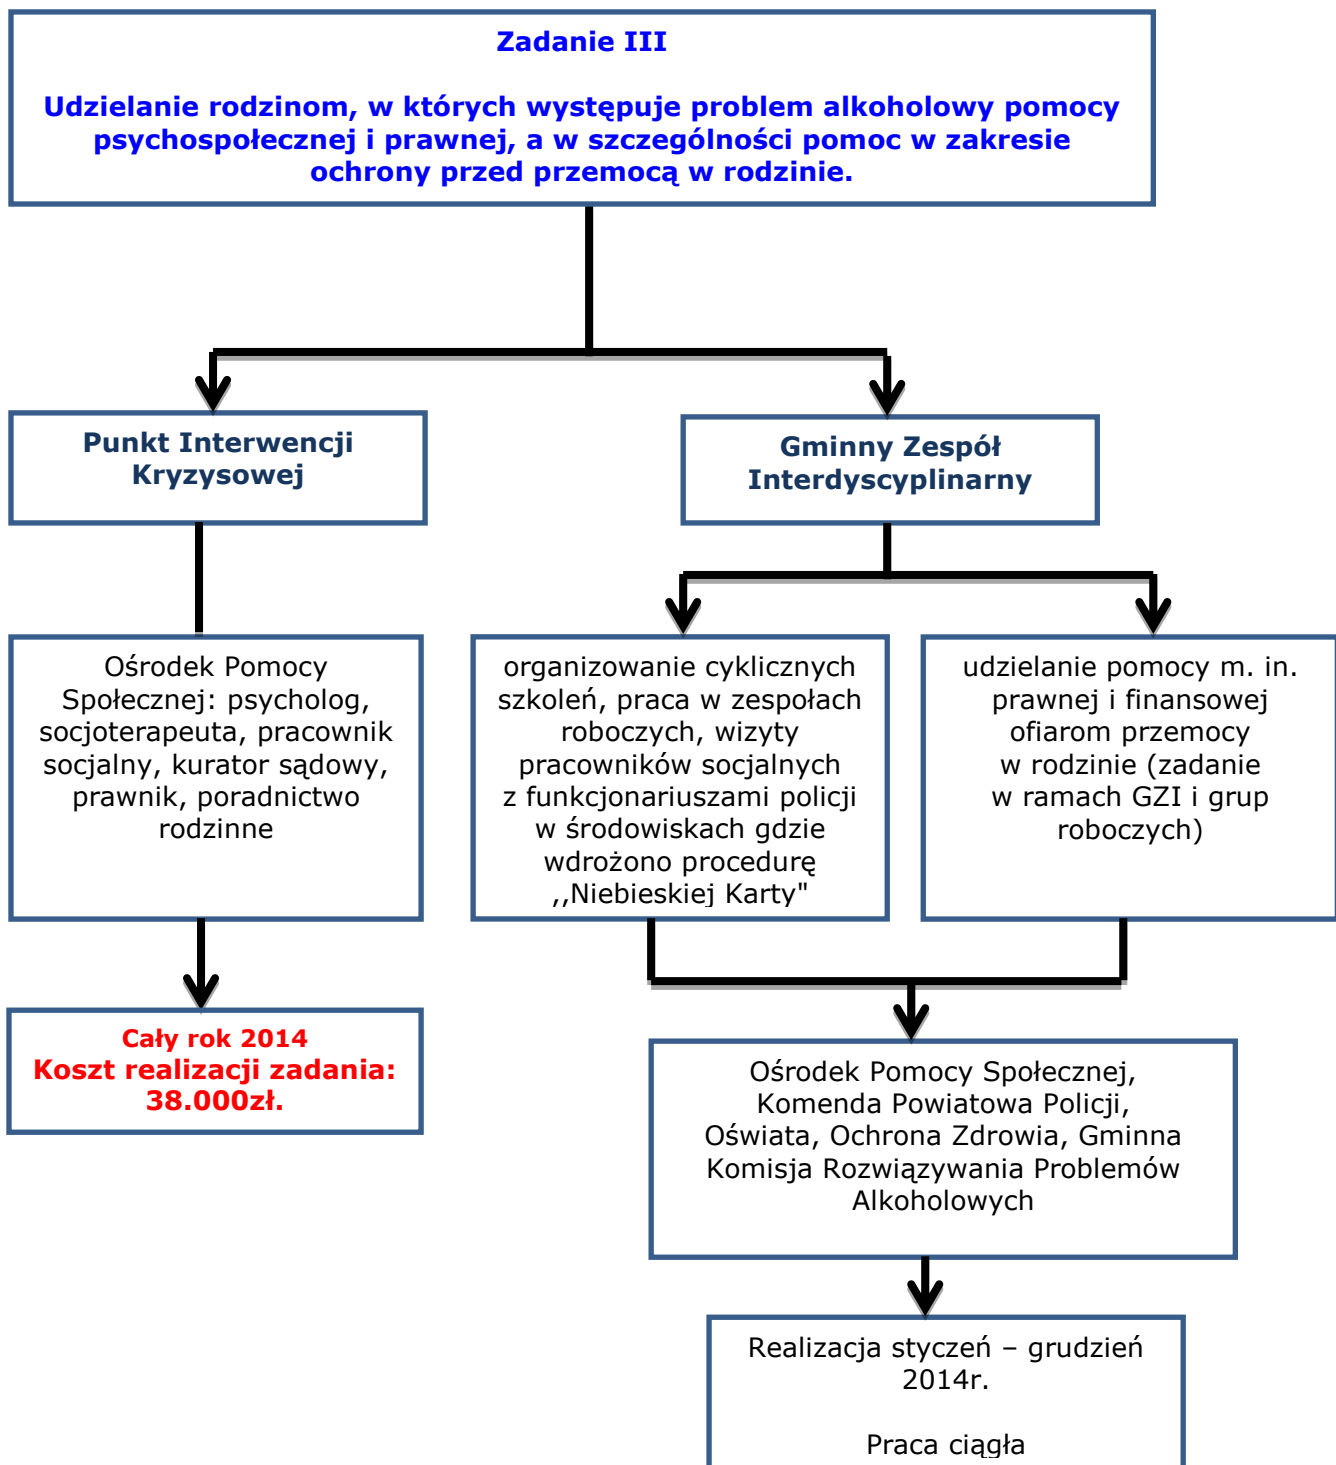 Zadanie III
Udzielanie rodzinom, w których występuje problem alkoholowy pomocy
psychospołecznej i prawnej, a w szczególności pomoc w zakresie
ochrony przed przemocą w rodzinie.
Punkt Interwencji
Kryzysowej
Gminny Zespół
Interdyscyplinarny
Ośrodek Pomocy
Społecznej: psycholog,
socjoterapeuta, pracownik
socjalny, kurator sądowy,
prawnik, poradnictwo
rodzinne
organizowanie cyklicznych
szkoleń, praca w zespołach
roboczych, wizyty
pracowników socjalnych
z funkcjonariuszami policji
w środowiskach gdzie
wdrożono procedurę
,,Niebieskiej Karty"
udzielanie pomocy m. in.
prawnej i finansowej
ofiarom przemocy
w rodzinie (zadanie
w ramach GZI i grup
roboczych)
Cały rok 2014
Koszt realizacji zadania:
38.000zł.
Ośrodek Pomocy Społecznej,
Komenda Powiatowa Policji,
Oświata, Ochrona Zdrowia, Gminna
Komisja Rozwiązywania Problemów
Alkoholowych
Realizacja styczeń – grudzień
2014r.
Praca ciągła